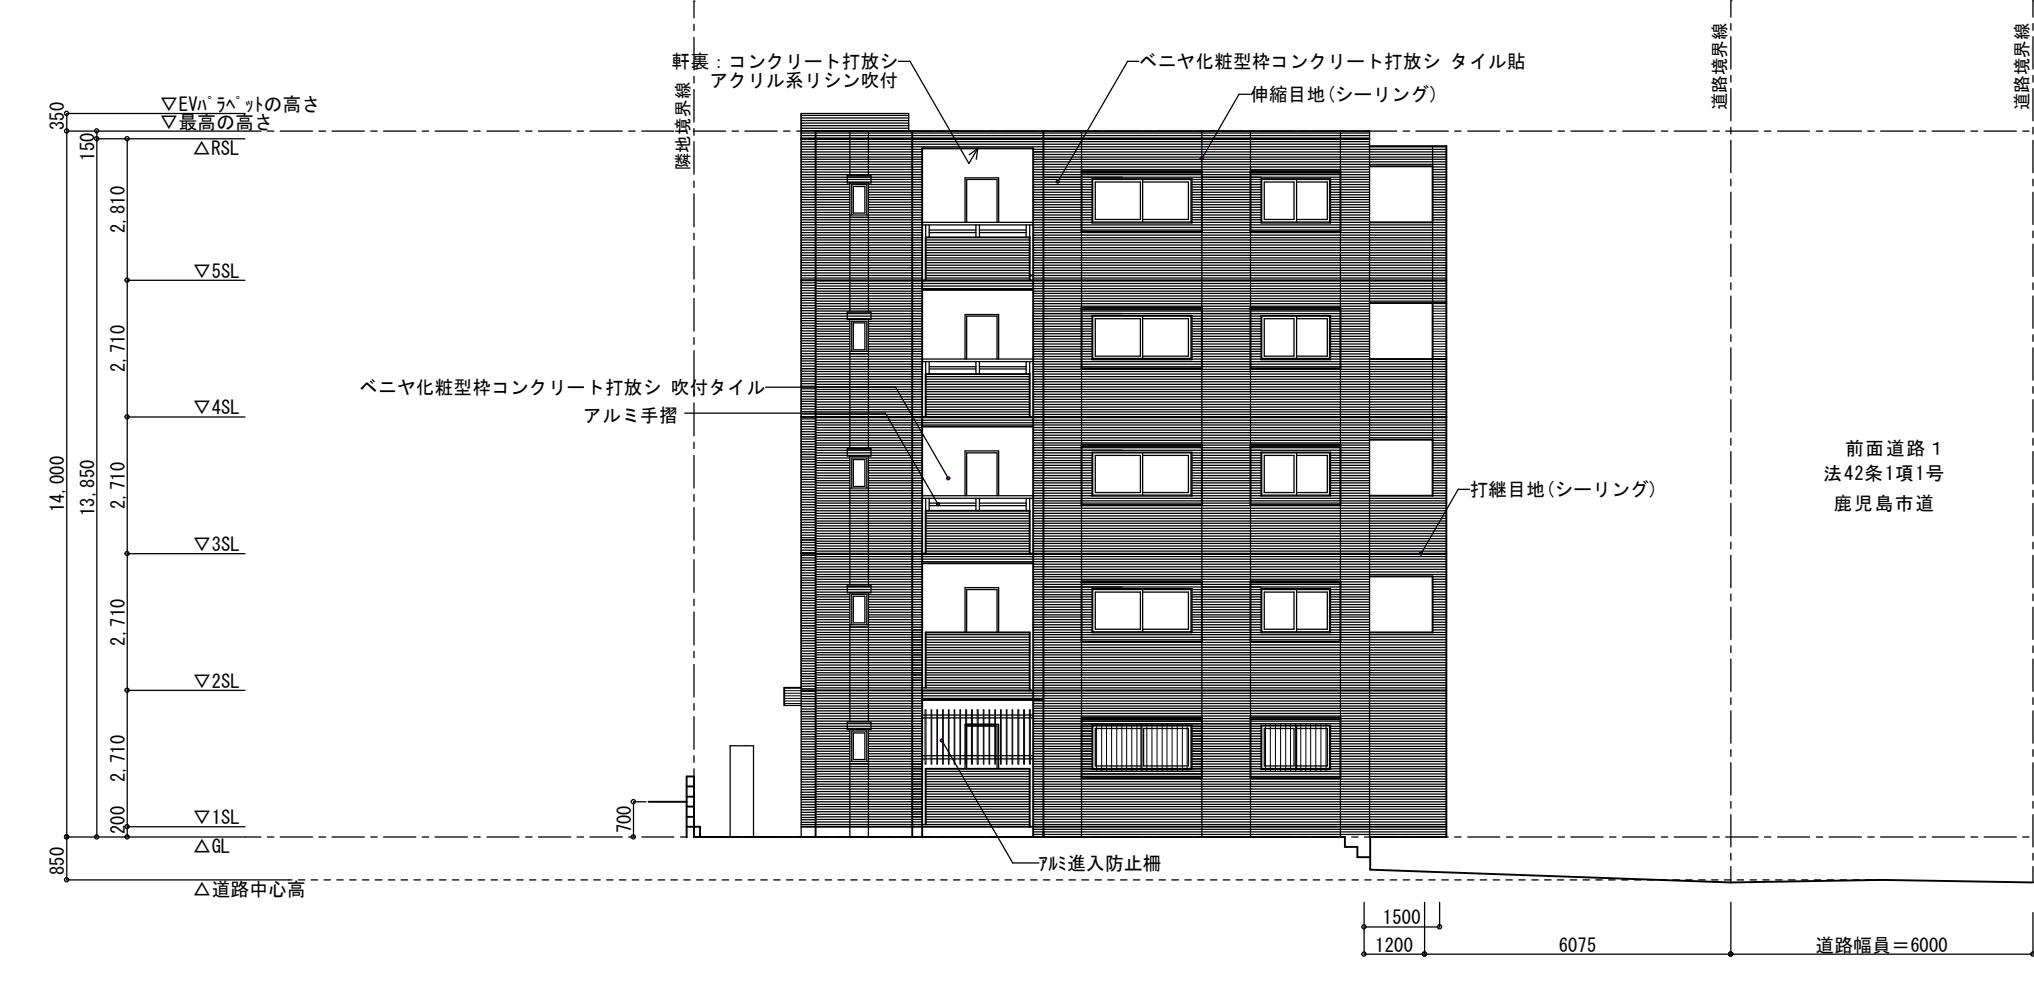 軒裏：コンクリート打放シ
アクリル系リシン吹付
ベニヤ化粧型枠コンクリート打放シ タイル貼
伸縮目地(シーリング)
隣地境界線
道路境界線
道路境界線
▽EVパラペットの高さ
▽最高の高さ
△RSL
350
150
2,810
▽5SL
2,710
▽4SL
2,710
▽3SL
2,710
▽2SL
2,710
▽1SL
200
△GL
850
△道路中心高
14,000
13,850
ベニヤ化粧型枠コンクリート打放シ 吹付タイル
アルミ手摺
打継目地(シーリング)
前面道路１
法42条1項1号
鹿児島市道
700
アルミ進入防止柵
1500
1200
6075
道路幅員＝6000